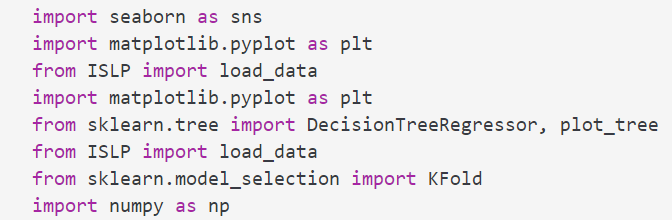 import seaborn as sns
import matplotlib.pyplot as plt
from ISLP import load_data
import matplotlib.pyplot as plt
from sklearn.tree import DecisionTreeRegressor, plot_tree
from ISLP import load_data
from sklearn.model_selection import KFold
import numpy as np